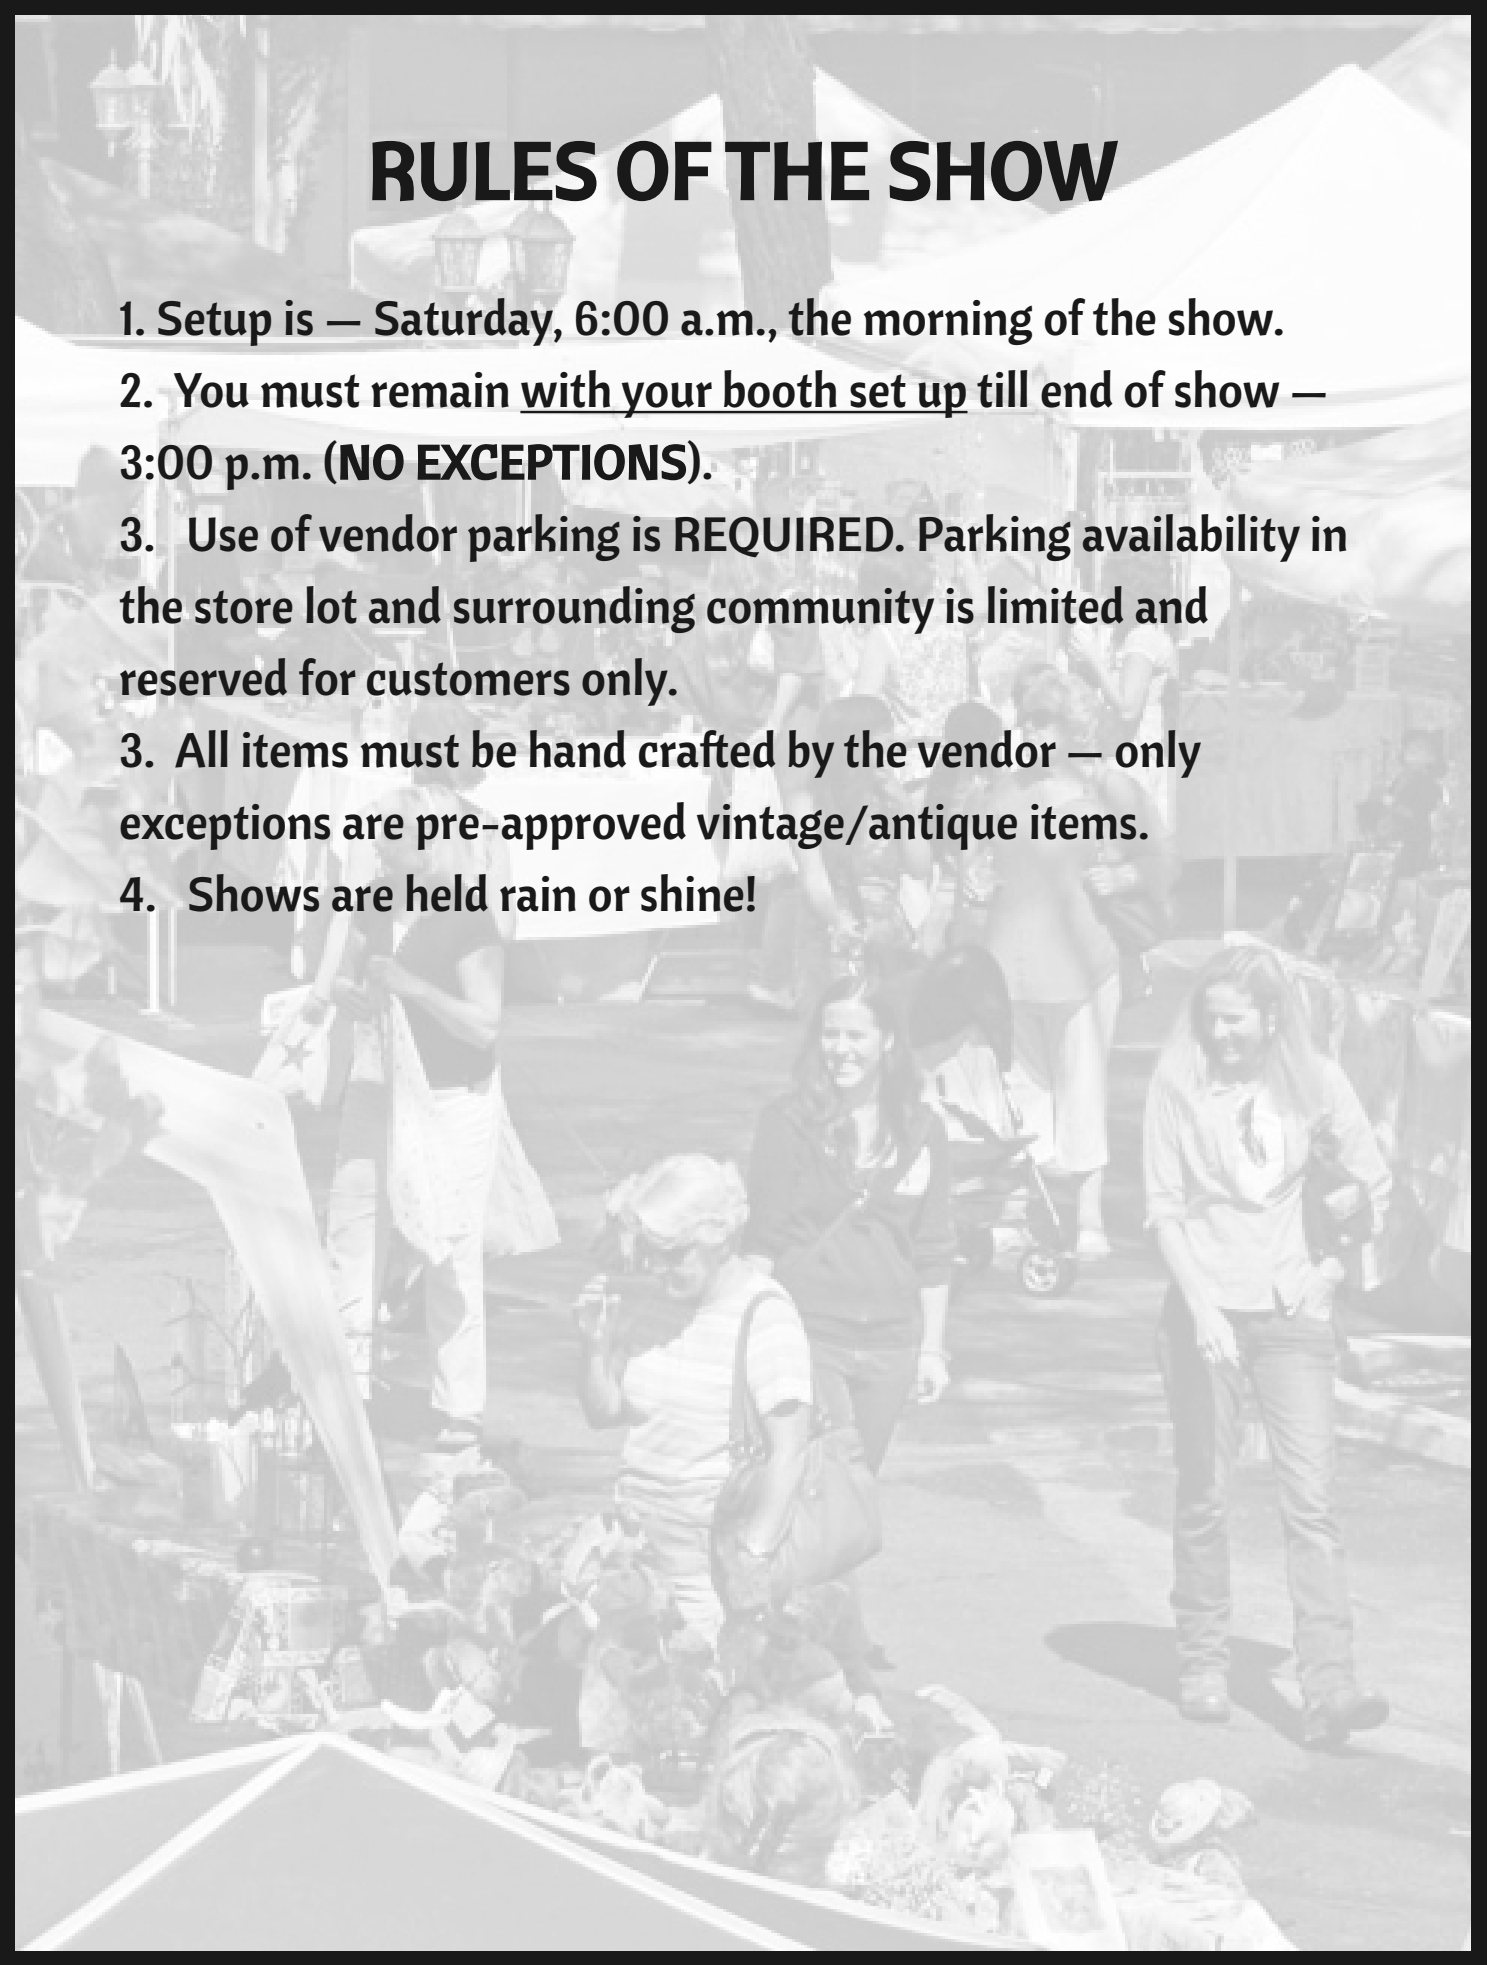 RULES OF THE SHOW
1. Setup is — Saturday, 6:00 a.m., the morning of the show.
2. You must remain with your booth set up till end of show —
3:00 p.m. (NO EXCEPTIONS).
3. Use of vendor parking is REQUIRED. Parking availability in
the store lot and surrounding community is limited and
reserved for customers only.
3. All items must be hand crafted by the vendor — only
exceptions are pre-approved vintage/antique items.
4. Shows are held rain or shine!